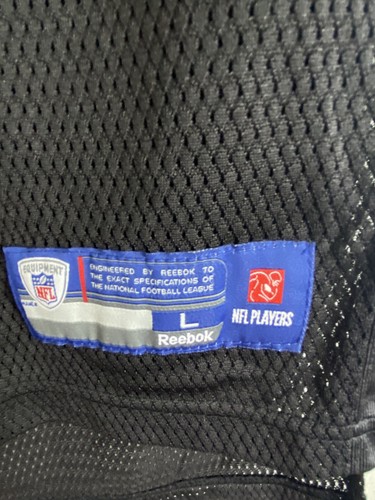 EQUIPMENT
NFL
ENGINEERED BY REEBOK TO
THE EXACT SPECIFICATIONS OF
THE NATIONAL FOOTBALL LEAGUE
L
Reebok
NFL PLAYERS